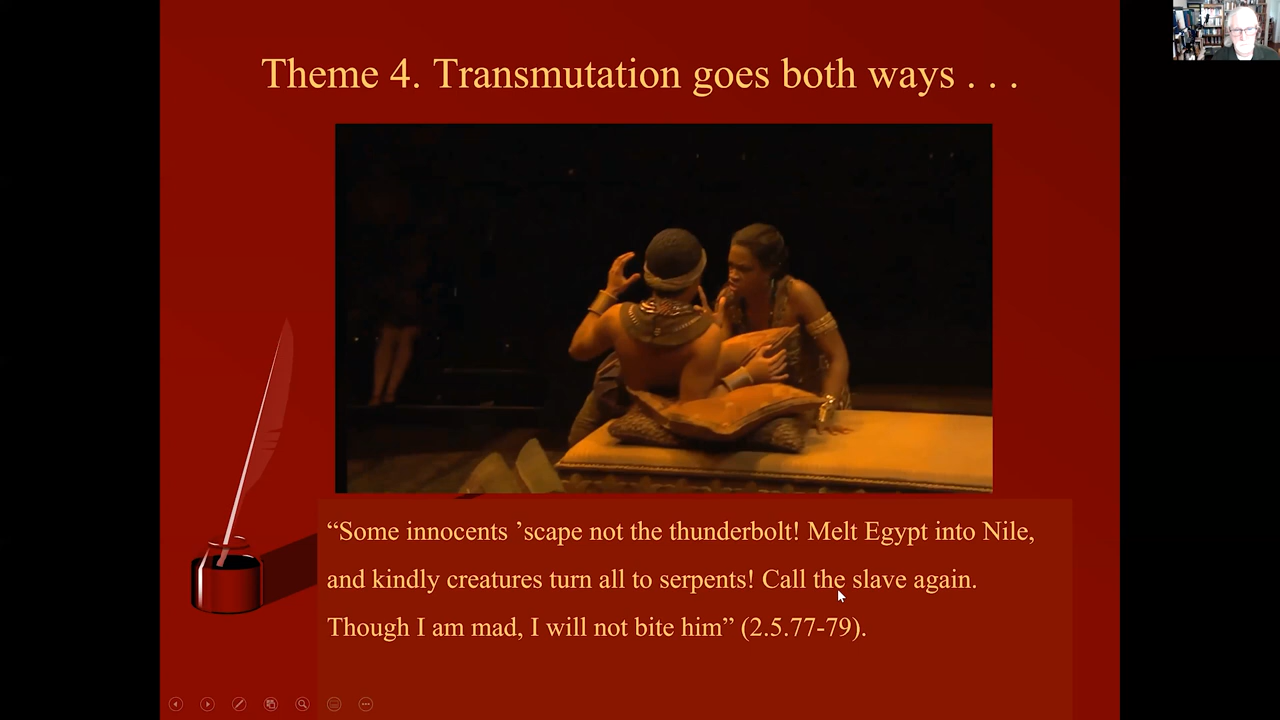 Theme 4. Transmutation goes both ways . . .
“Some innocents ’scape not the thunderbolt! Melt Egypt into Nile,
and kindly creatures turn all to serpents! Call the slave again.
Though I am mad, I will not bite him” (2.5.77-79).